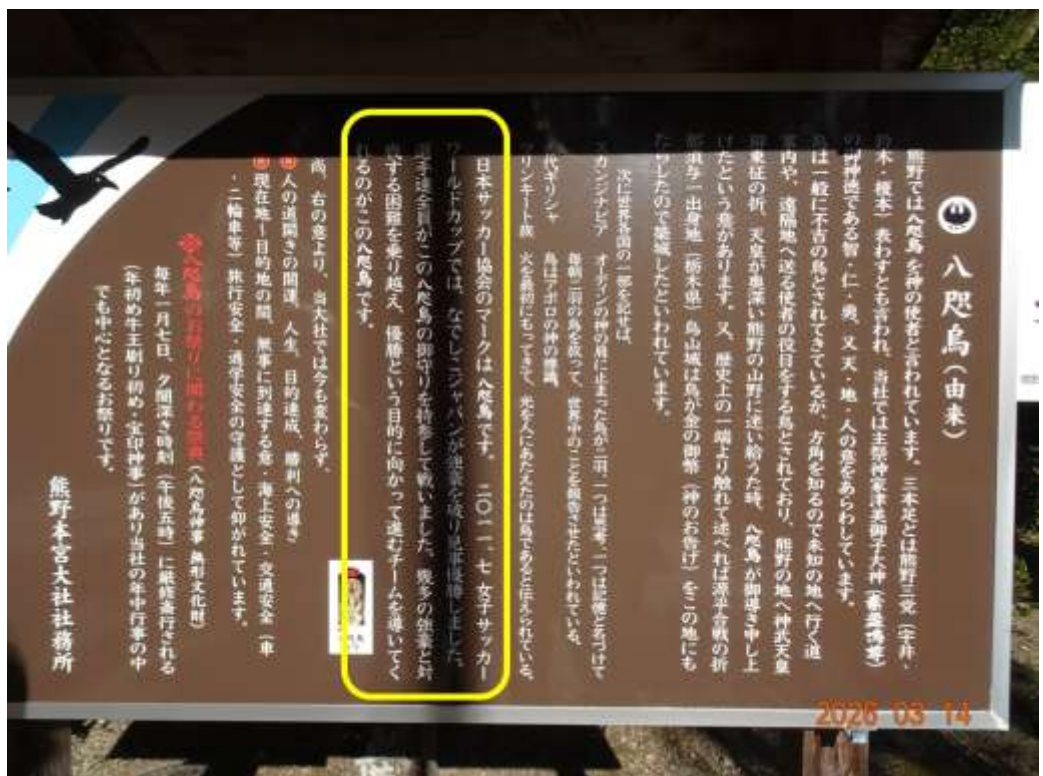 八咫烏(由来)
熊野では八咫烏を神の使者と言われています。三本足とは熊野三党(宇井・
鈴木・榎本)表わすとも言われ、当社では主祭神家津美御子大神(素盞鳴尊)
の御神徳である智・仁・勇、又天・地・人の意をあらわしています。
烏は一般に不吉の鳥とされてきているが、方角を知るので未知の地へ行く道
案内や、遠隔地へ送る使者の役目をする鳥とされており、熊野の地へ神武天皇
御東征の折、天皇が奥深い熊野の山野に迷い給うた時、八咫烏が御導き申し上
げたという意があります。又、歴史上の一端より触れて述べれば源平合戦の折
那須与一出身地(栃木県)烏山城は烏が金の御幣(神のお告げ)をこの地にも
たらしたので築城したといわれています。
次に世界各国の一部を記せば、
スカンジナビア オーディンの神の肩に止まった烏が二羽、一つは思考、一つは記憶と名づけて
毎朝二羽の烏を放って、世界中のことを報告させたといわれている。
古代ギリシャ 烏はアポロの神の
クリンキート族 火を最初にもってきて、光を人にあたえたのは烏であると伝えられている。
日本サッカー協会のマークは八咫烏です。二〇一一、七、女子サッカー
ワールドカップでは、なでしこジャパンが強豪を破り見事優勝しました。
選手達全員がこの八咫烏の御守りを持参して戦いました。幾多の強豪と対
戦する困難を乗り越え、優勝という目的に向かって進むチームを導いてく
れるのがこの八咫烏です。
尚、右の意より、当大社では今も変わらず、
人の道開きの開運、人生、目的達成、勝利への導き
現在地―目的地の間、無事に到達する意、海上安全・交通安全(車
・二輪車等)旅行安全・通学安全の守護として仰がれています。
※八咫烏のお祭りに関わる祭典(八咫烏神事 無形文化財)
毎年一月七日、夕闇深き時刻(午後五時)に厳修斎行される
(年初め牛王刷り初め・宝印神事)があり当社の年中行事の中
でも中心となるお祭りです。
熊野本宮大社社務所
2026 03 14